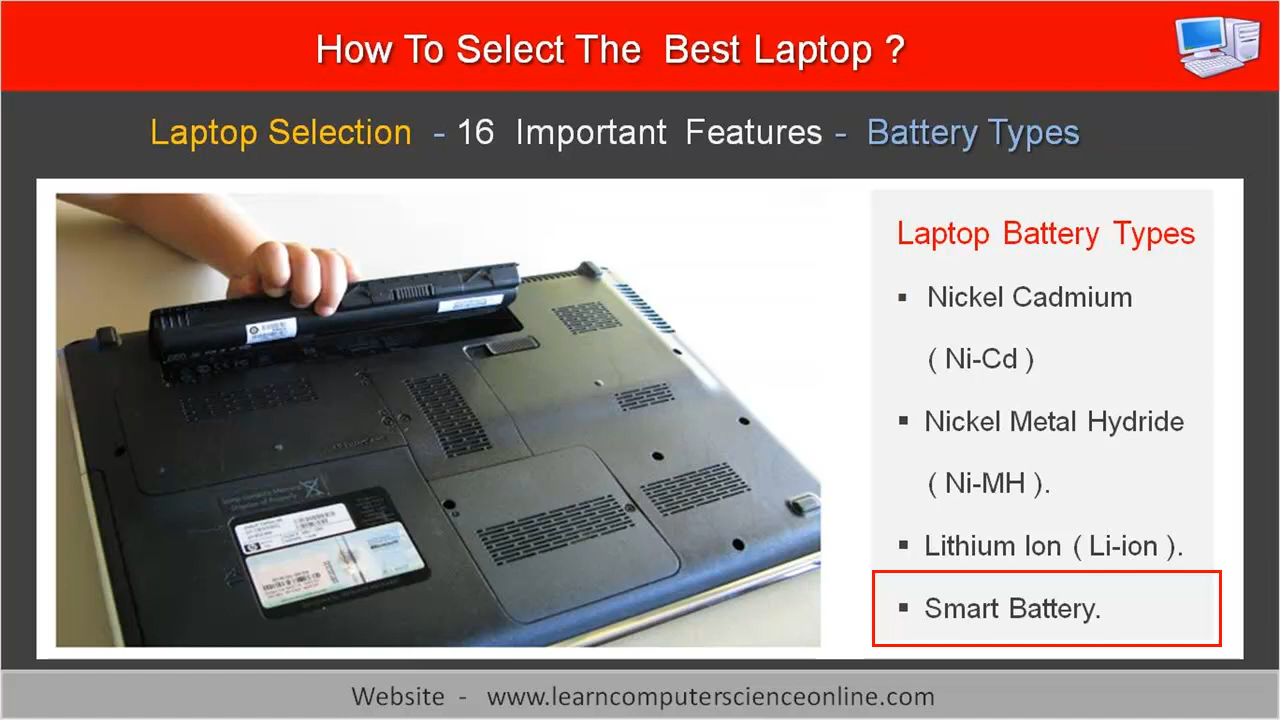 How To Select The Best Laptop ?
Laptop Selection - 16 Important Features - Battery Types
Laptop Battery Types
▪ Nickel Cadmium
( Ni-Cd )
▪ Nickel Metal Hydride
( Ni-MH ).
▪ Lithium Ion ( Li-ion ).
▪ Smart Battery.
hp
Website - www.learncomputerscienceonline.com